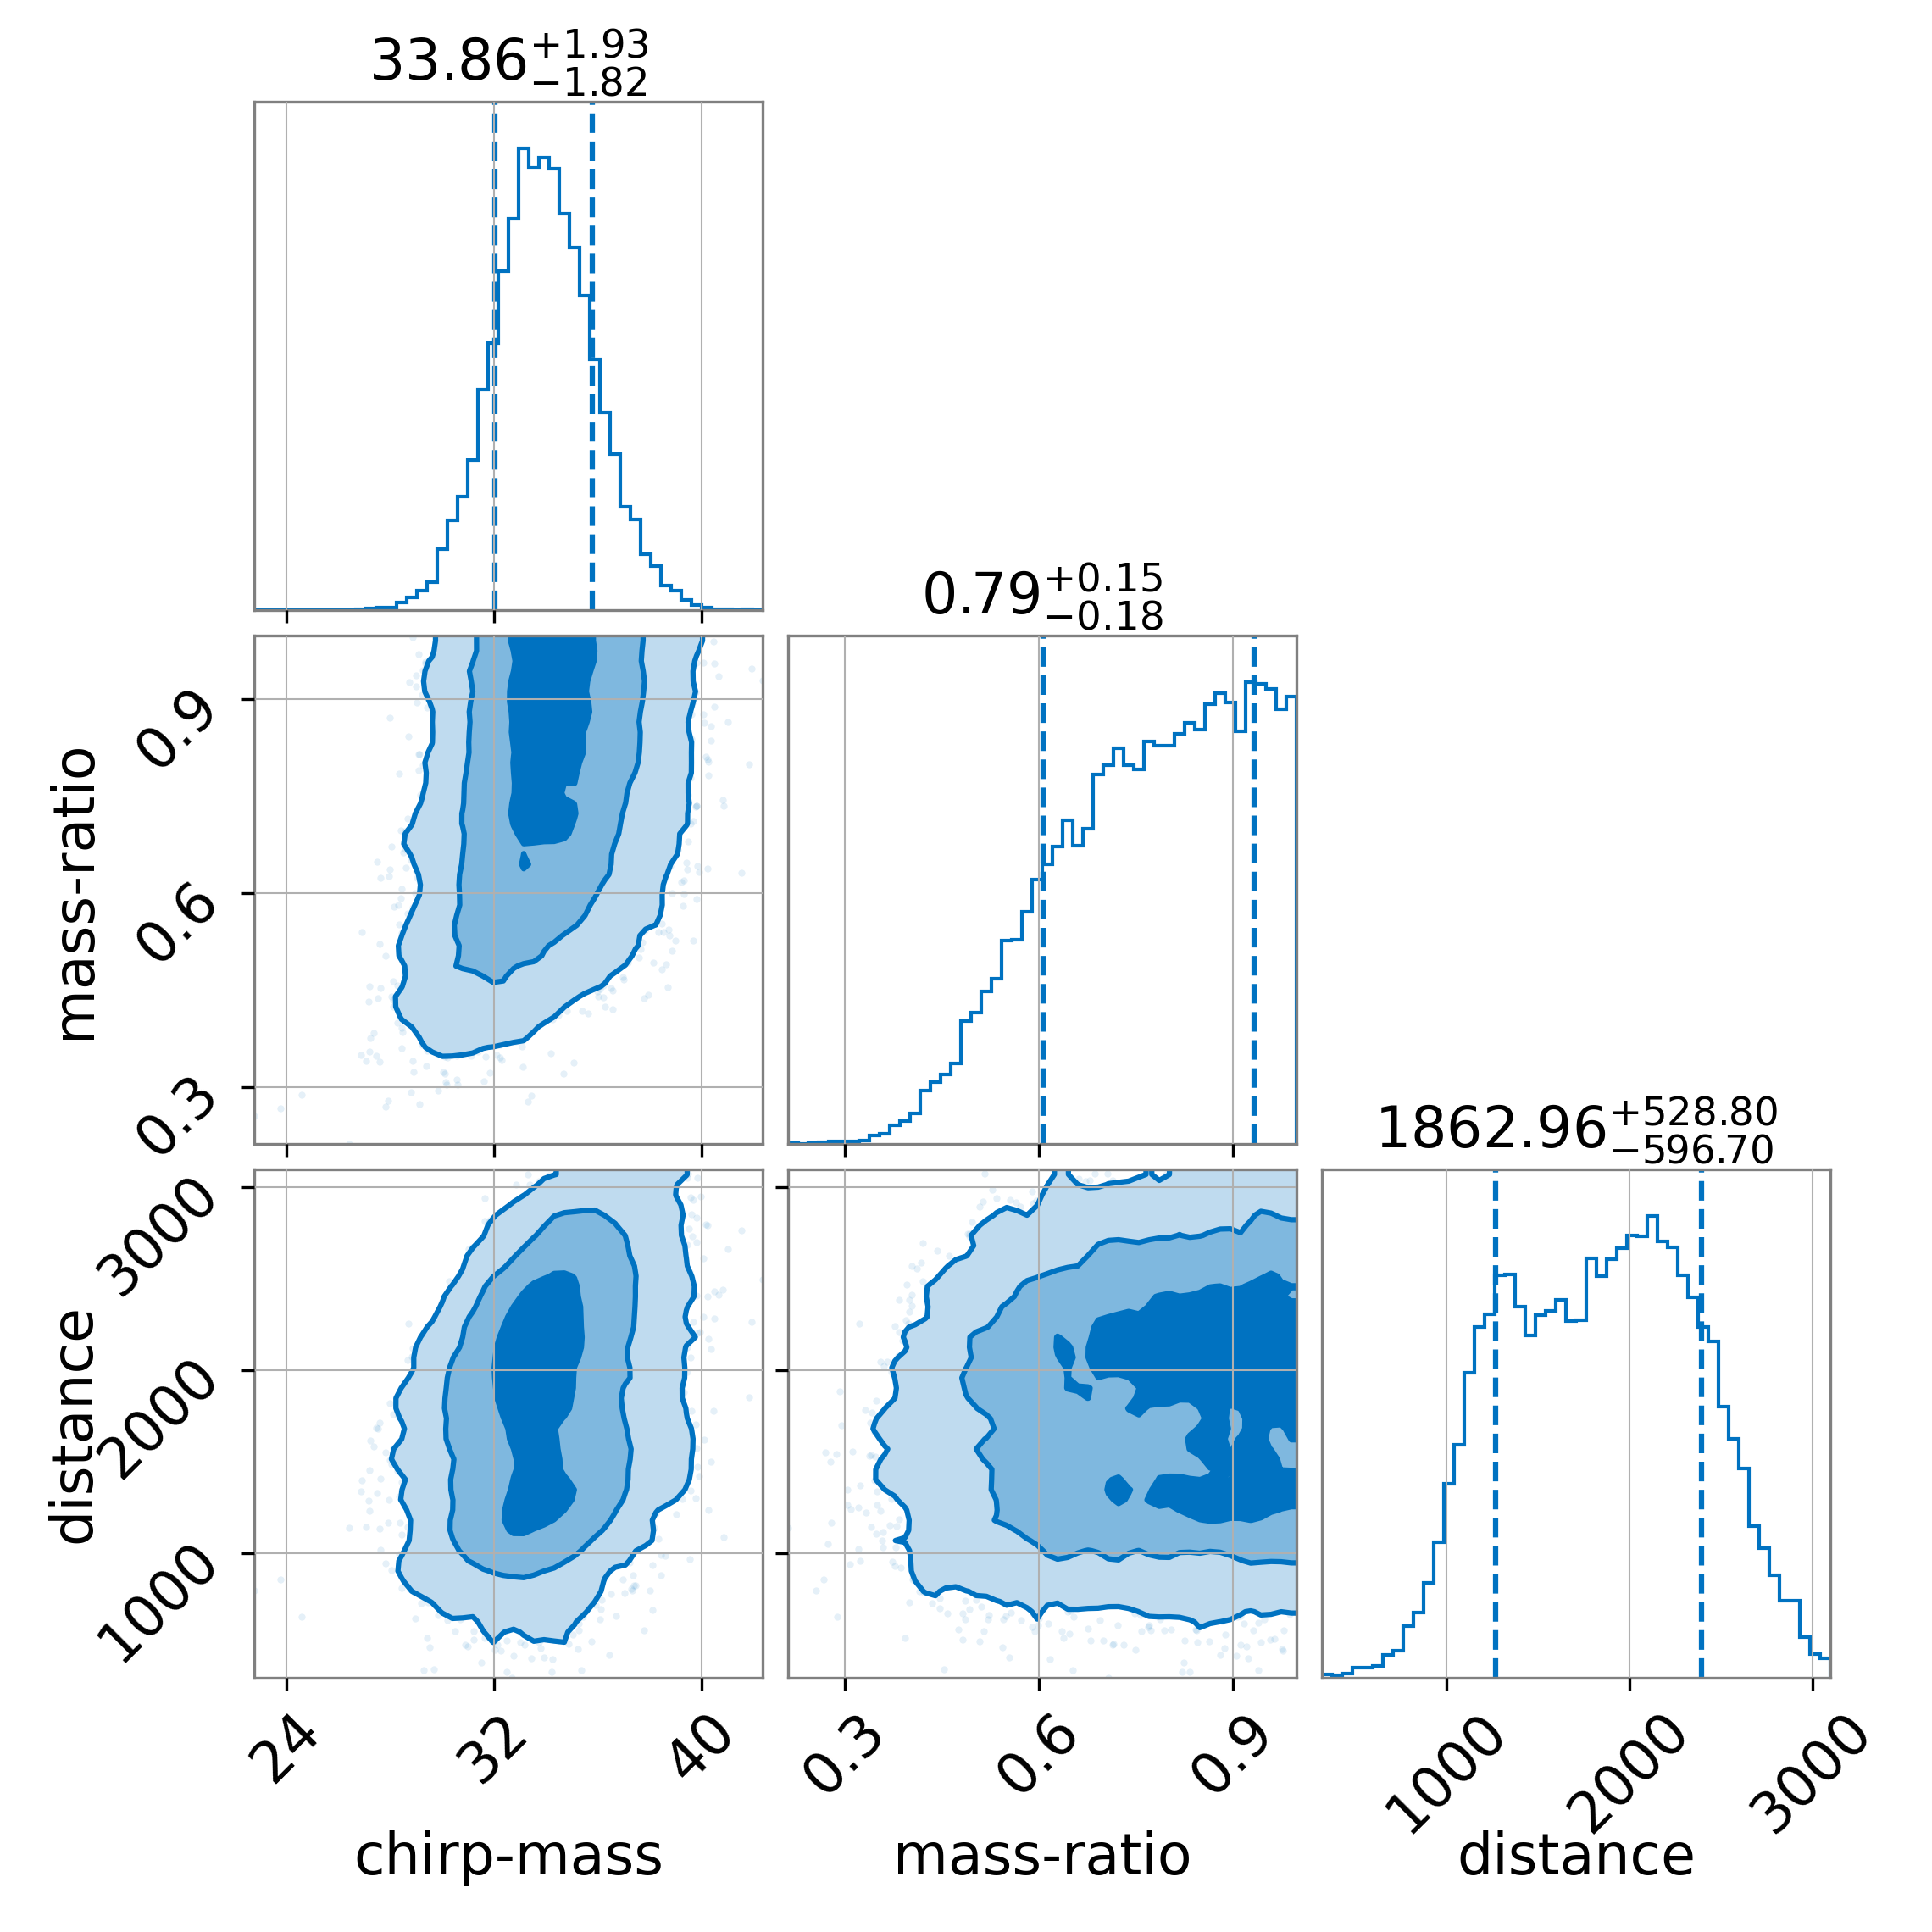 33.86 +1.93 −1.82
0.79 +0.15 −0.18
mass-ratio
0.9
0.6
0.3
1862.96 +528.80 −596.70
distance
3000
2000
1000
24 32 40 0.3 0.6 0.9 1000 2000 3000
chirp-mass mass-ratio distance